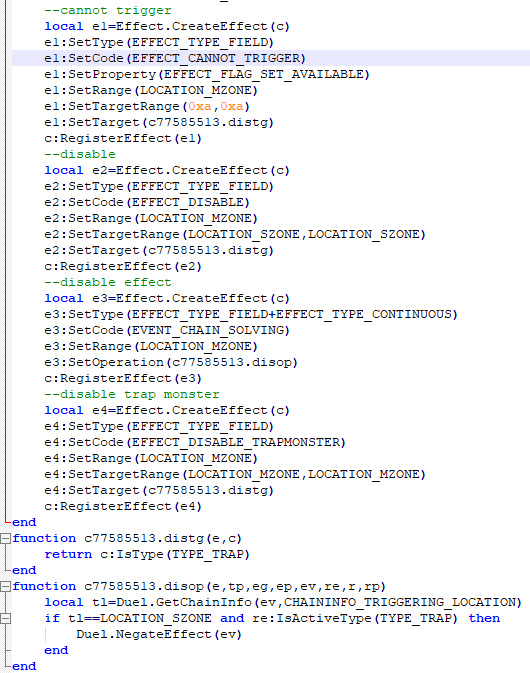 --cannot trigger
local e1=Effect.CreateEffect(c)
e1:SetType(EFFECT_TYPE_FIELD)
e1:SetCode(EFFECT_CANNOT_TRIGGER)
e1:SetProperty(EFFECT_FLAG_SET_AVAILABLE)
e1:SetRange(LOCATION_MZONE)
e1:SetTargetRange(0xa,0xa)
e1:SetTarget(c77585513.distg)
c:RegisterEffect(e1)
--disable
local e2=Effect.CreateEffect(c)
e2:SetType(EFFECT_TYPE_FIELD)
e2:SetCode(EFFECT_DISABLE)
e2:SetRange(LOCATION_MZONE)
e2:SetTargetRange(LOCATION_SZONE,LOCATION_SZONE)
e2:SetTarget(c77585513.distg)
c:RegisterEffect(e2)
--disable effect
local e3=Effect.CreateEffect(c)
e3:SetType(EFFECT_TYPE_FIELD+EFFECT_TYPE_CONTINUOUS)
e3:SetCode(EVENT_CHAIN_SOLVING)
e3:SetRange(LOCATION_MZONE)
e3:SetOperation(c77585513.disop)
c:RegisterEffect(e3)
--disable trap monster
local e4=Effect.CreateEffect(c)
e4:SetType(EFFECT_TYPE_FIELD)
e4:SetCode(EFFECT_DISABLE_TRAPMONSTER)
e4:SetRange(LOCATION_MZONE)
e4:SetTargetRange(LOCATION_MZONE,LOCATION_MZONE)
e4:SetTarget(c77585513.distg)
c:RegisterEffect(e4)
end
function c77585513.distg(e,c)
return c:IsType(TYPE_TRAP)
end
function c77585513.disop(e,tp,eg,ep,ev,re,r,rp)
local tl=Duel.GetChainInfo(ev,CHAININFO_TRIGGERING_LOCATION)
if tl==LOCATION_SZONE and re:IsActiveType(TYPE_TRAP) then
Duel.NegateEffect(ev)
end
end